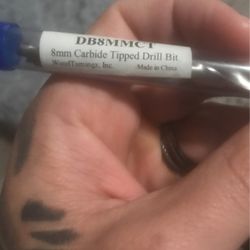 DB8MMCT
8mm Carbide Tipped Drill Bit
WoodTurningz, Inc. Made in China